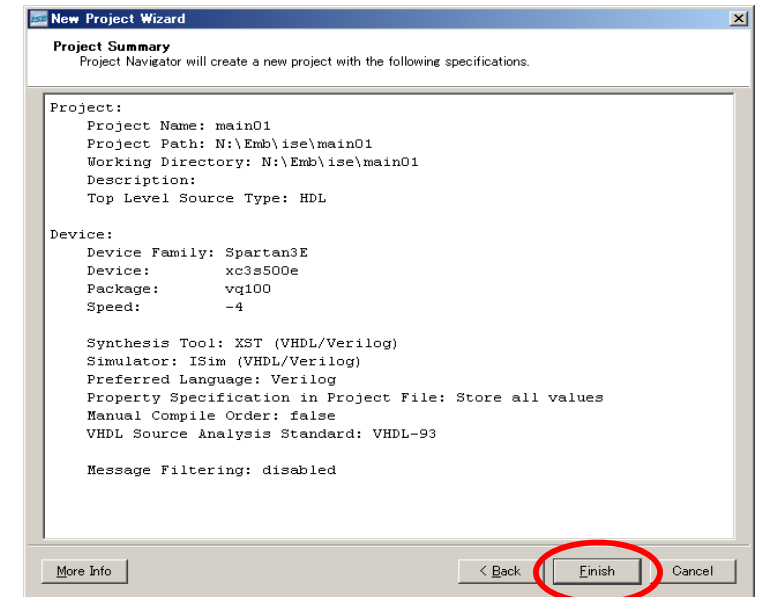 ISE New Project Wizard
Project Summary
Project Navigator will create a new project with the following specifications.
Project:
Project Name: main01
Project Path: N:\Emb\ise\main01
Working Directory: N:\Emb\ise\main01
Description:
Top Level Source Type: HDL
Device:
Device Family: Spartan3E
Device: xc3s500e
Package: vq100
Speed: -4
Synthesis Tool: XST (VHDL/Verilog)
Simulator: ISim (VHDL/Verilog)
Preferred Language: Verilog
Property Specification in Project File: Store all values
Manual Compile Order: false
VHDL Source Analysis Standard: VHDL-93
Message Filtering: disabled
More Info < Back Finish Cancel